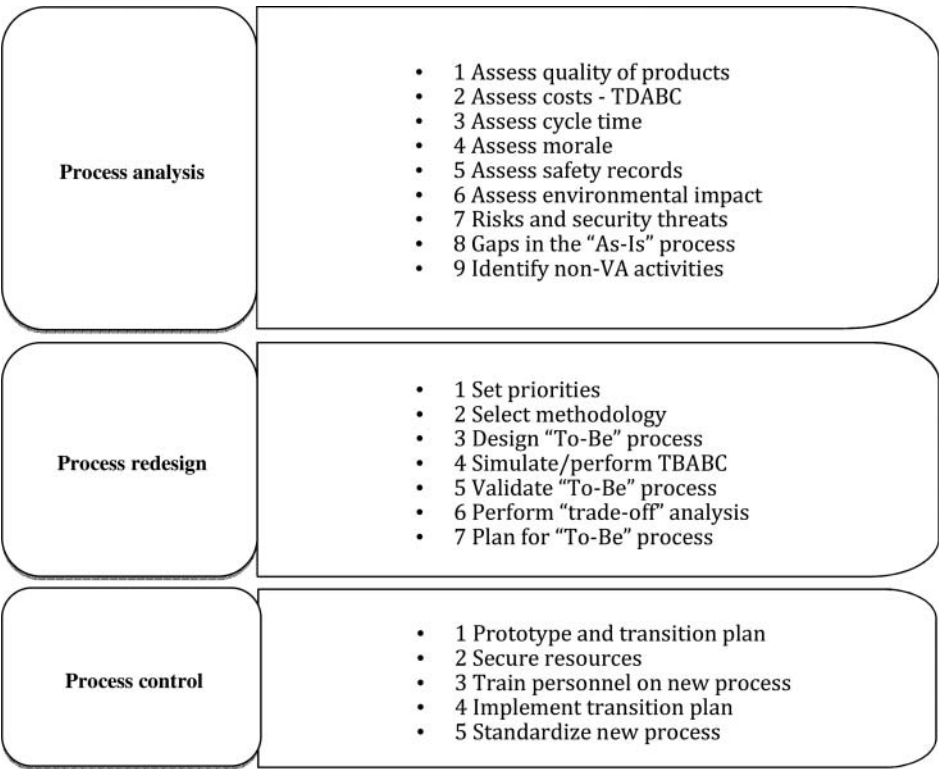 Process analysis
• 1 Assess quality of products
• 2 Assess costs - TDABC
• 3 Assess cycle time
• 4 Assess morale
• 5 Assess safety records
• 6 Assess environmental impact
• 7 Risks and security threats
• 8 Gaps in the “As-Is” process
• 9 Identify non-VA activities
Process redesign
• 1 Set priorities
• 2 Select methodology
• 3 Design “To-Be” process
• 4 Simulate/perform TBABC
• 5 Validate “To-Be” process
• 6 Perform “trade-off” analysis
• 7 Plan for “To-Be” process
Process control
• 1 Prototype and transition plan
• 2 Secure resources
• 3 Train personnel on new process
• 4 Implement transition plan
• 5 Standardize new process